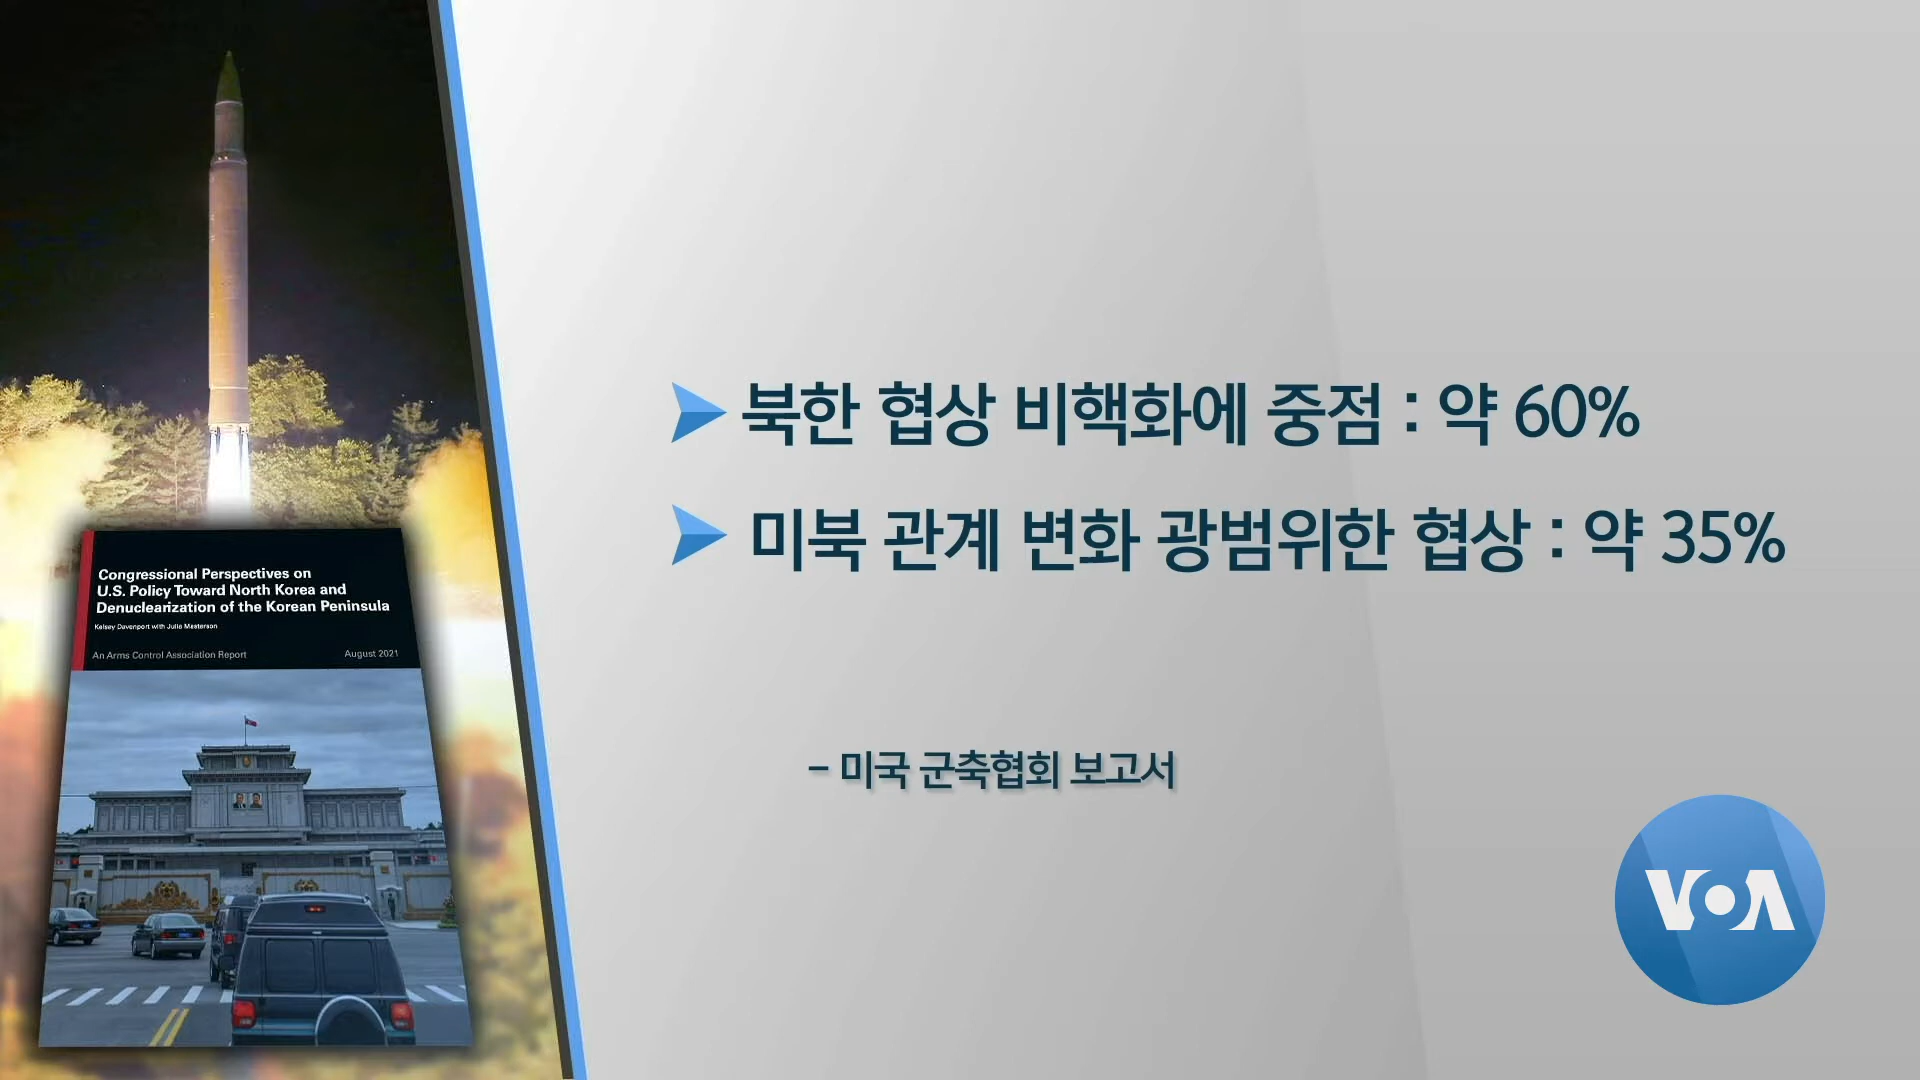 북한 협상 비핵화에 중점 : 약 60%
미북 관계 변화 광범위한 협상 : 약 35%
- 미국 군축협회 보고서
Congressional Perspectives on
U.S. Policy Toward North Korea and
Denuclearization of the Korean Peninsula
Kelsey Davenport with Julia Masterson
An Arms Control Association Report
August 2021
VOA